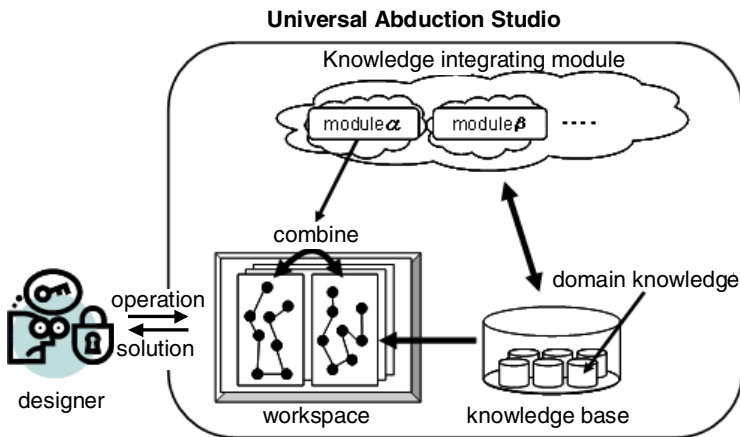 Universal Abduction Studio
Knowledge integrating module
module α
module β
....
combine
domain knowledge
operation
solution
designer
workspace
knowledge base